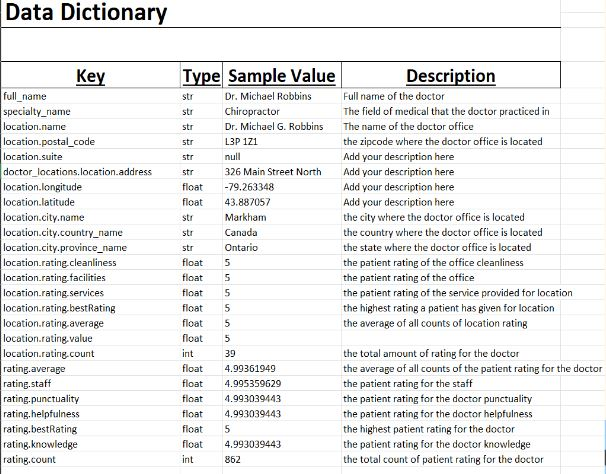 Data Dictionary
Key Type Sample Value Description
full_name str Dr. Michael Robbins Full name of the doctor
specialty_name str Chiropractor The field of medical that the doctor practiced in
location.name str Dr. Michael G. Robbins The name of the doctor office
location.postal_code str L3P 1Z1 the zipcode where the doctor office is located
location.suite str null Add your description here
doctor_locations.location.address str 326 Main Street North Add your description here
location.longitude float -79.263348 Add your description here
location.latitude float 43.887057 Add your description here
location.city.name str Markham the city where the doctor office is located
location.city.country_name str Canada the country where the doctor office is located
location.city.province_name str Ontario the state where the doctor office is located
location.rating.cleanliness float 5 the patient rating of the office cleanliness
location.rating.facilities float 5 the patient rating of the office
location.rating.services float 5 the patient rating of the service provided for location
location.rating.bestRating float 5 the highest rating a patient has given for location
location.rating.average float 5 the average of all counts of location rating
location.rating.value float 5
location.rating.count int 39 the total amount of rating for the doctor
rating.average float 4.99361949 the average of all counts of the patient rating for the doctor
rating.staff float 4.995359629 the patient rating for the staff
rating.punctuality float 4.993039443 the patient rating for the doctor punctuality
rating.helpfulness float 4.993039443 the patient rating for the doctor helpfulness
rating.bestRating float 5 the highest patient rating for the doctor
rating.knowledge float 4.993039443 the patient rating for the doctor knowledge
rating.count int 862 the total count of patient rating for the doctor